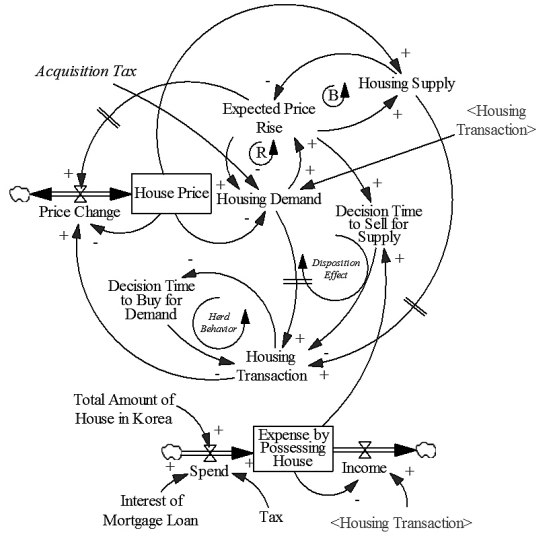 Acquisition Tax
Housing Supply
+
-
B
+
Expected Price
Rise
<Housing
Transaction>
R
+
+
-
+
+
+
House Price
Housing Demand
Price Change
+
-
-
Decision Time
to Sell for
Supply
+
Disposition
Effect
-
Decision Time
to Buy for
Demand
Herd
Behavior
+
-
Housing
Transaction
-
+
Total Amount of
House in Korea
+
Expense by
Possessing
House
+
+
Spend
Income
+
-
Interest of
Mortgage Loan
Tax
<Housing Transaction>